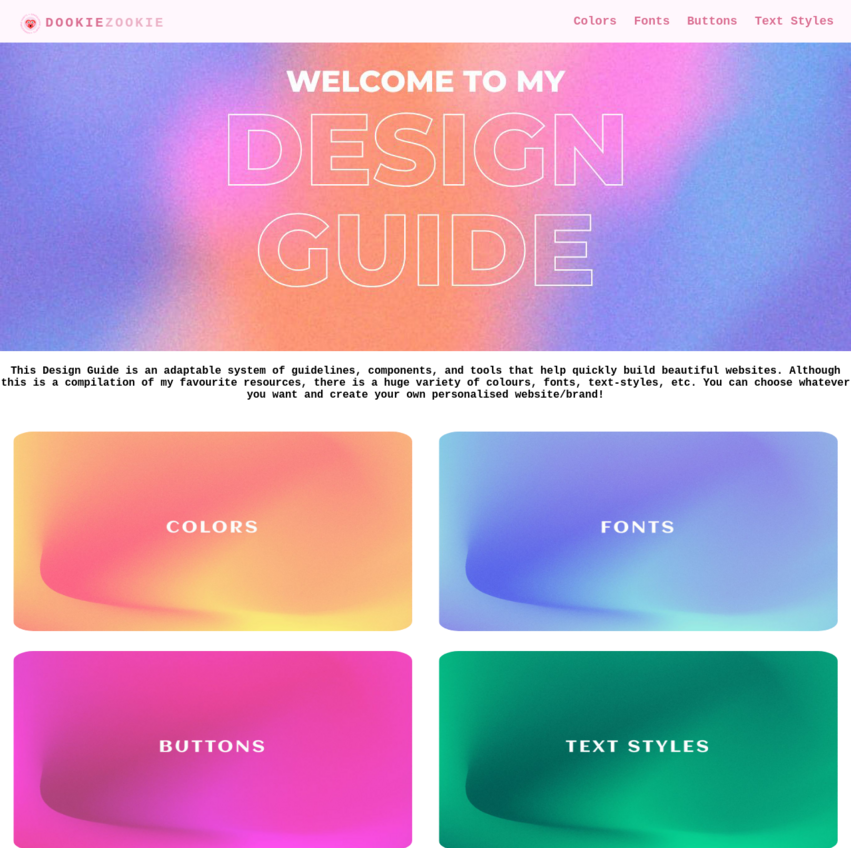 DOOKIEZOOKIE
Colors Fonts Buttons Text Styles
WELCOME TO MY
DESIGN
GUIDE
This Design Guide is an adaptable system of guidelines, components, and tools that help quickly build beautiful websites. Although
this is a compilation of my favourite resources, there is a huge variety of colours, fonts, text-styles, etc. You can choose whatever
you want and create your own personalised website/brand!
COLORS
FONTS
BUTTONS
TEXT STYLES